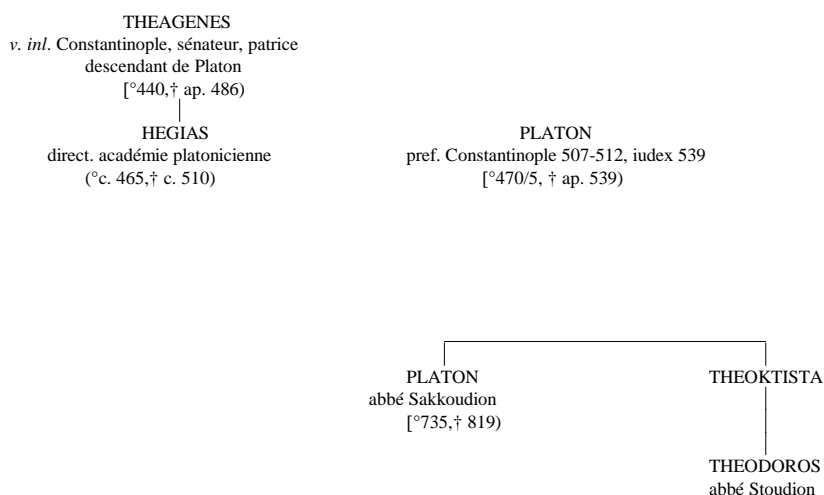 THEAGENES
v. inl. Constantinople, sénateur, patrice
descendant de Platon
[°440,† ap. 486)
HEGIAS
direct. académie platonicienne
(°c. 465,† c. 510)
PLATON
pref. Constantinople 507-512, iudex 539
[°470/5, † ap. 539)
PLATON
abbé Sakkoudion
[°735,† 819)
THEOKTISTA
THEODOROS
abbé Stoudion